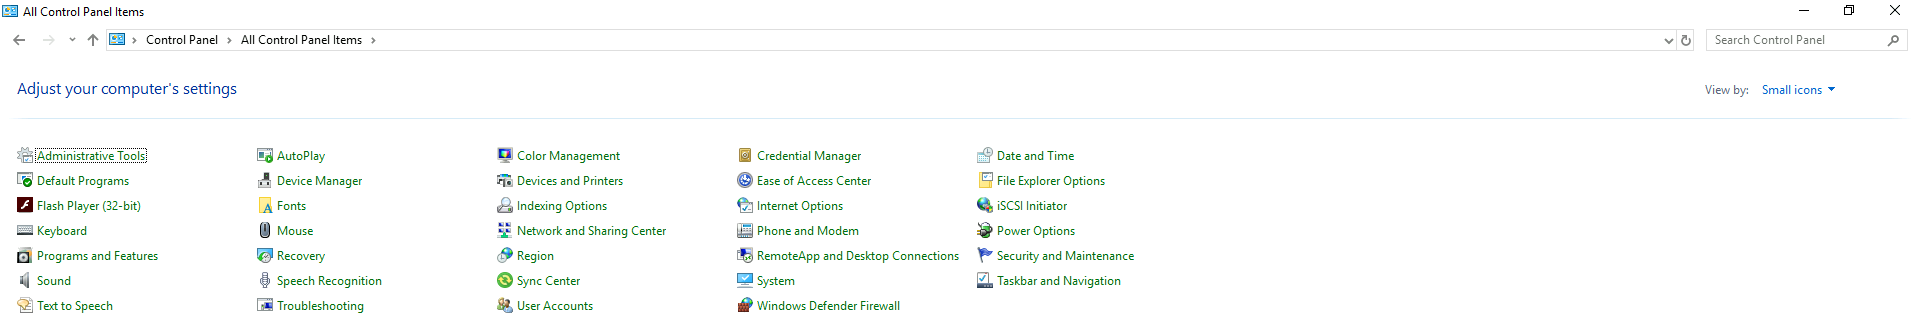 All Control Panel Items
Control Panel All Control Panel Items Search Control Panel
Adjust your computer's settings View by: Small icons
Administrative Tools AutoPlay Color Management Credential Manager Date and Time
Default Programs Device Manager Devices and Printers Ease of Access Center File Explorer Options
Flash Player (32-bit) Fonts Indexing Options Internet Options iSCSI Initiator
Keyboard Mouse Network and Sharing Center Phone and Modem Power Options
Programs and Features Recovery Region RemoteApp and Desktop Connections Security and Maintenance
Sound Speech Recognition Sync Center System Taskbar and Navigation
Text to Speech Troubleshooting User Accounts Windows Defender Firewall